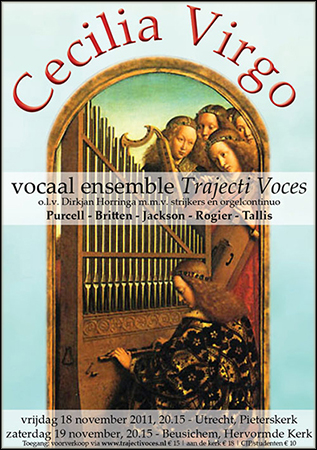 Cecilia Virgo
vocaal ensemble Trajecti Voces
o.l.v. Dirkjan Horringa m.m.v. strijkers en orgelcontinuo
Purcell - Britten - Jackson - Rogier - Tallis
vrijdag 18 november 2011, 20.15 - Utrecht, Pieterskerk
zaterdag 19 november, 20.15 - Beusichem, Hervormde Kerk
Toegang: voorverkoop via www.trajectivoces.nl € 15 | aan de kerk € 18 | CJP/studenten € 10